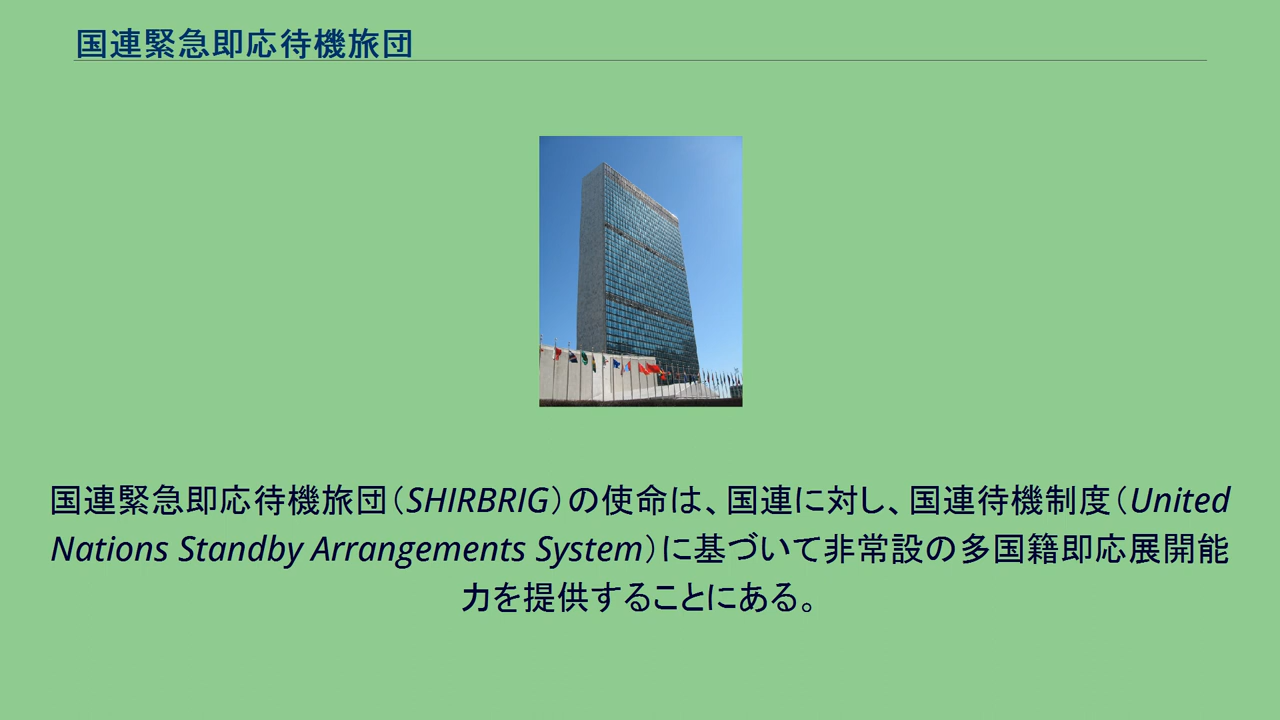 国連緊急即応待機旅団
国連緊急即応待機旅団（SHIRBRIG）の使命は、国連に対し、国連待機制度（United
Nations Standby Arrangements System）に基づいて非常設の多国籍即応展開能
力を提供することにある。